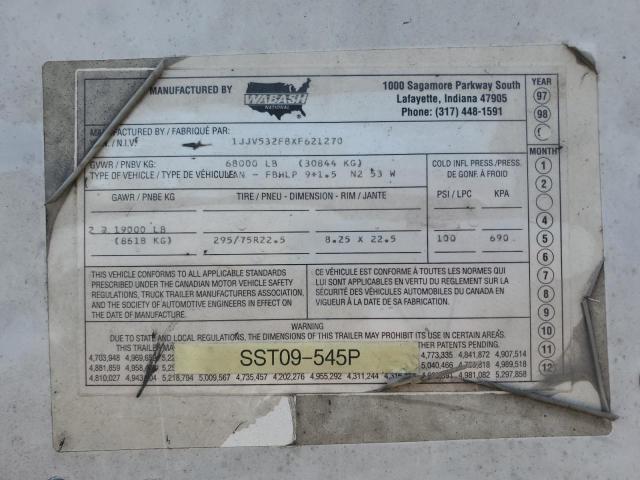 MANUFACTURED BY
WABASH
NATIONAL
1000 Sagamore Parkway South
Lafayette, Indiana 47905
Phone: (317) 448-1591
YEAR
97
98
MANUFACTURED BY / FABRIQUÉ PAR:
/ N.I.V. 1JJV532F8XF621270
GVWR / PNBV KG: 68000 LB (30844 KG)
TYPE OF VEHICLE / TYPE DE VÉHICULE: FBHLP 9+1.5 N2 53 W
COLD INFL PRESS./PRESS.
DE GONF. À FROID
MONTH
1
2
4
5
6
7
8
9
10
11
12
GAWR / PNBE KG
TIRE / PNEU - DIMENSION - RIM / JANTE
PSI / LPC KPA
19000 LB
(8618 KG) 295/75R22.5 8.25 X 22.5 100 690
THIS VEHICLE CONFORMS TO ALL APPLICABLE STANDARDS
PRESCRIBED UNDER THE CANADIAN MOTOR VEHICLE SAFETY
REGULATIONS, TRUCK TRAILER MANUFACTURERS ASSOCIATION,
AND THE SOCIETY OF AUTOMOTIVE ENGINEERS IN EFFECT ON
THE DATE OF MANUFACTURE.
CE VÉHICULE EST CONFORME À TOUTES LES NORMES QUI
LUI SONT APPLICABLES EN VERTU DU RÈGLEMENT SUR LA
SÉCURITÉ DES VÉHICULES AUTOMOBILES DU CANADA EN
VIGUEUR À LA DATE DE SA FABRICATION.
WARNING
DUE TO STATE AND LOCAL REGULATIONS, THE DIMENSIONS OF THIS TRAILER MAY PROHIBIT ITS USE IN CERTAIN AREAS.
THIS TRAILER OTHER PATENTS PENDING.
4,703,948 4,773,335 4,841,872 4,907,514
4,881,859 5,040,466 4,989,518
4,810,027 5,218,794 5,009,567 4,735,457 4,202,276 4,955,292 4,311,244 4,981,082 5,297,858
SST09-545P